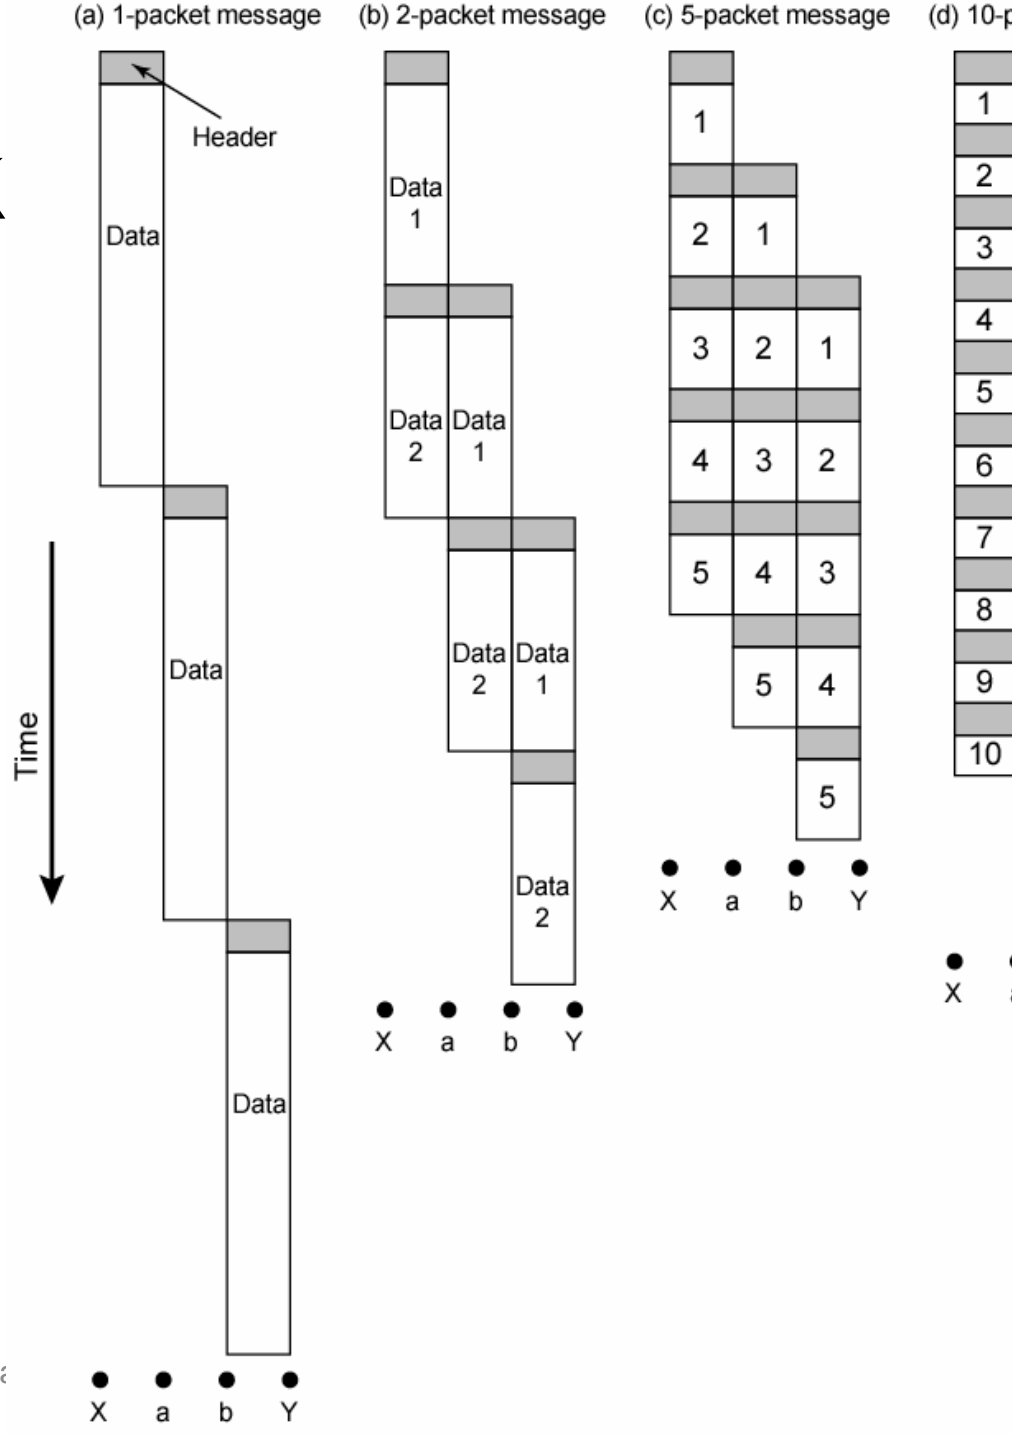 (a) 1-packet message
Header
Data
Data
Data
X a b Y
Time
(b) 2-packet message
Data
1
Data Data
2 1
Data Data
2 1
Data
2
X a b Y
(c) 5-packet message
1
2 1
3 2 1
4 3 2
5 4 3
5 4
5
X a b Y
(d) 10-p
1
2
3
4
5
6
7
8
9
10
X